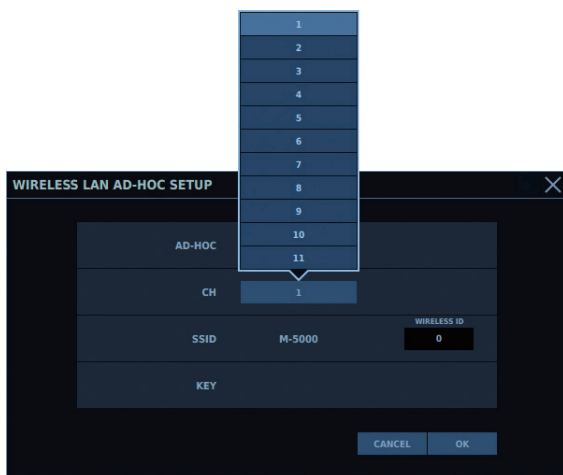 1
2
3
4
5
6
7
8
9
10
11
WIRELESS LAN AD-HOC SETUP
AD-HOC
CH 1
WIRELESS ID
SSID M-5000 0
KEY
CANCEL OK